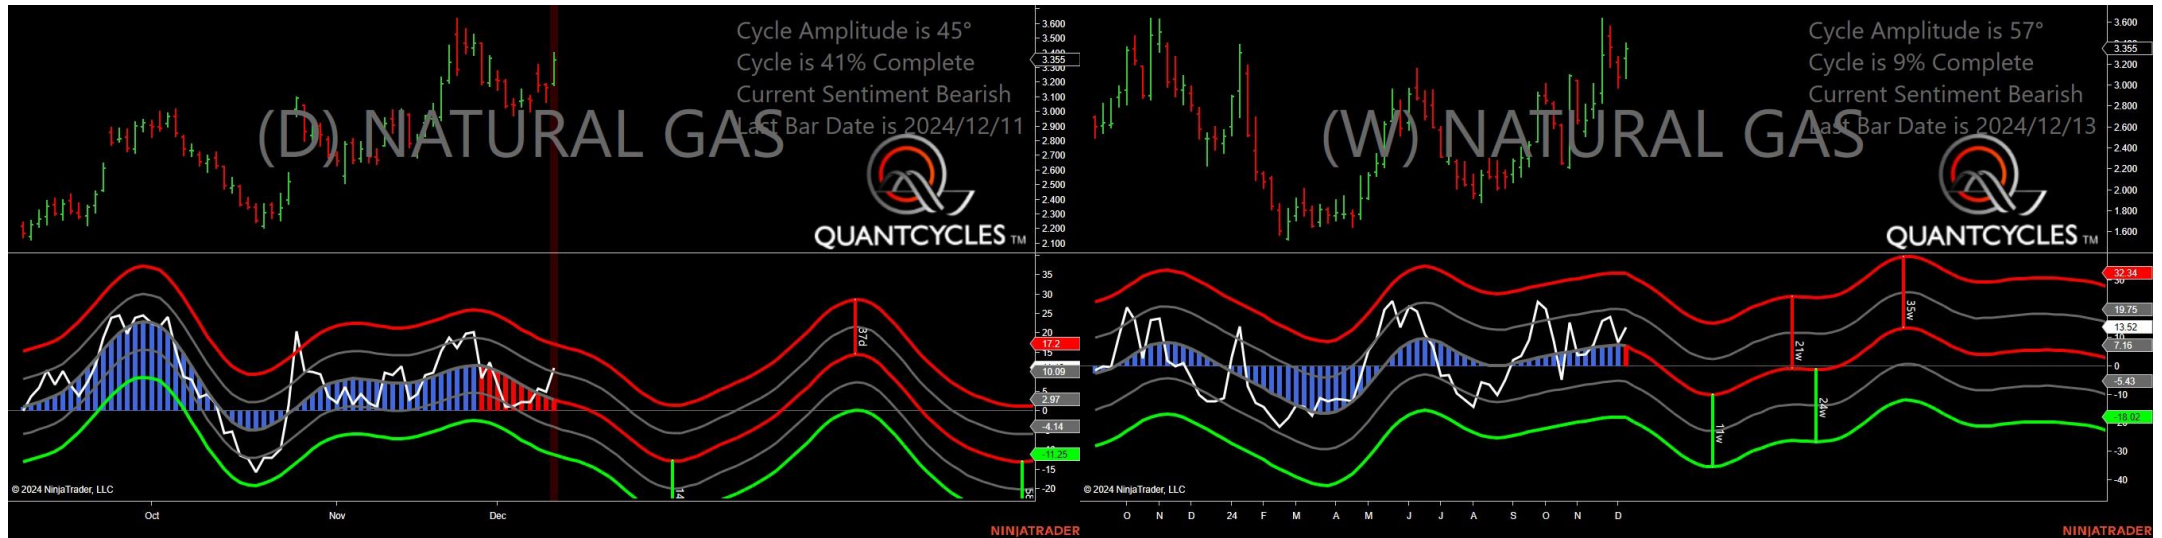 Cycle Amplitude is 45°
Cycle is 41% Complete
Current Sentiment Bearish
Last Bar Date is 2024/12/11
(D) NATURAL GAS
QUANTCYCLES TM
3.600
3.500
3.355
3.300
3.200
3.100
3.000
2.900
2.800
2.700
2.600
2.500
2.400
2.300
2.200
2.100
35
30
25
20
17.2
15
10.09
5
2.97
0
-4.14
-11.25
-15
-20
37d
14
© 2024 NinjaTrader, LLC
Oct Nov Dec
NINJATRADER
Cycle Amplitude is 57°
Cycle is 9% Complete
Current Sentiment Bearish
Last Bar Date is 2024/12/13
(W) NATURAL GAS
QUANTCYCLES TM
3.600
3.355
3.200
3.000
2.800
2.600
2.400
2.200
2.000
1.800
1.600
32.34
30
19.75
13.52
10
7.16
0
-5.43
-10
-18.02
-30
-40
11w
21w
24w
35w
© 2024 NinjaTrader, LLC
O N D 24 F M A M J J A S O N D
NINJATRADER